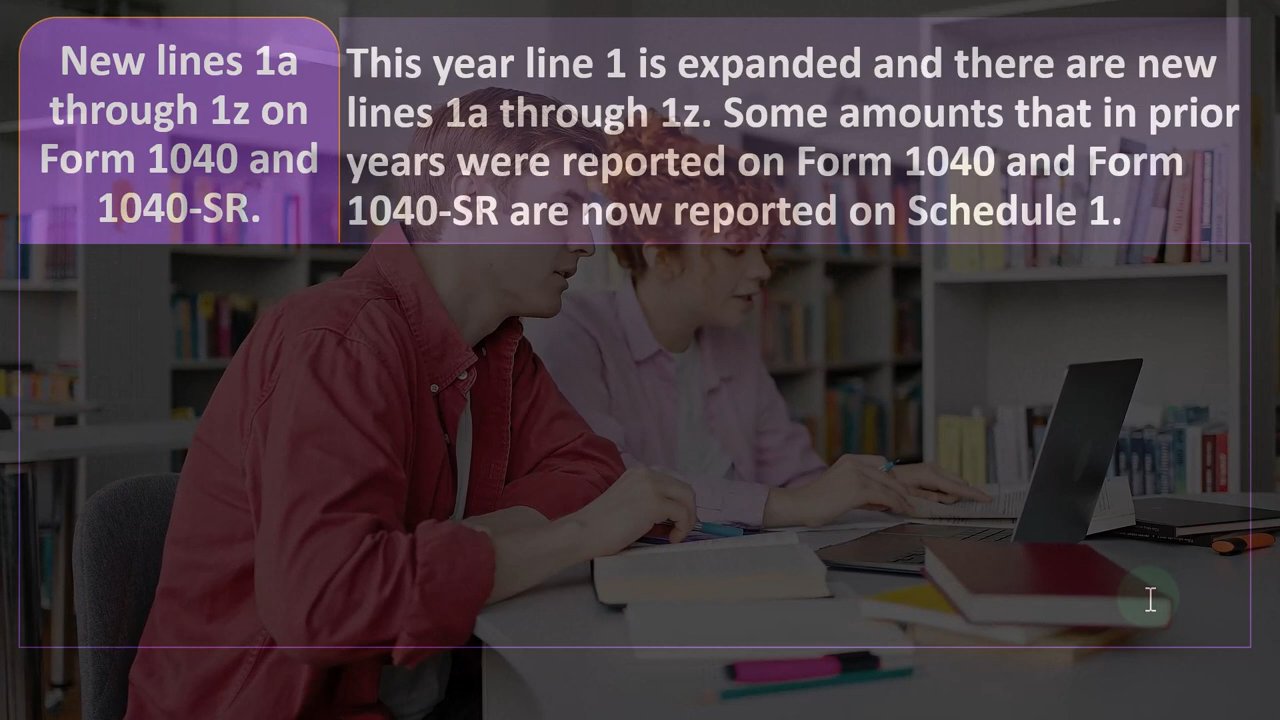 New lines 1a
through 1z on
Form 1040 and
1040-SR.
This year line 1 is expanded and there are new
lines 1a through 1z. Some amounts that in prior
years were reported on Form 1040 and Form
1040-SR are now reported on Schedule 1.